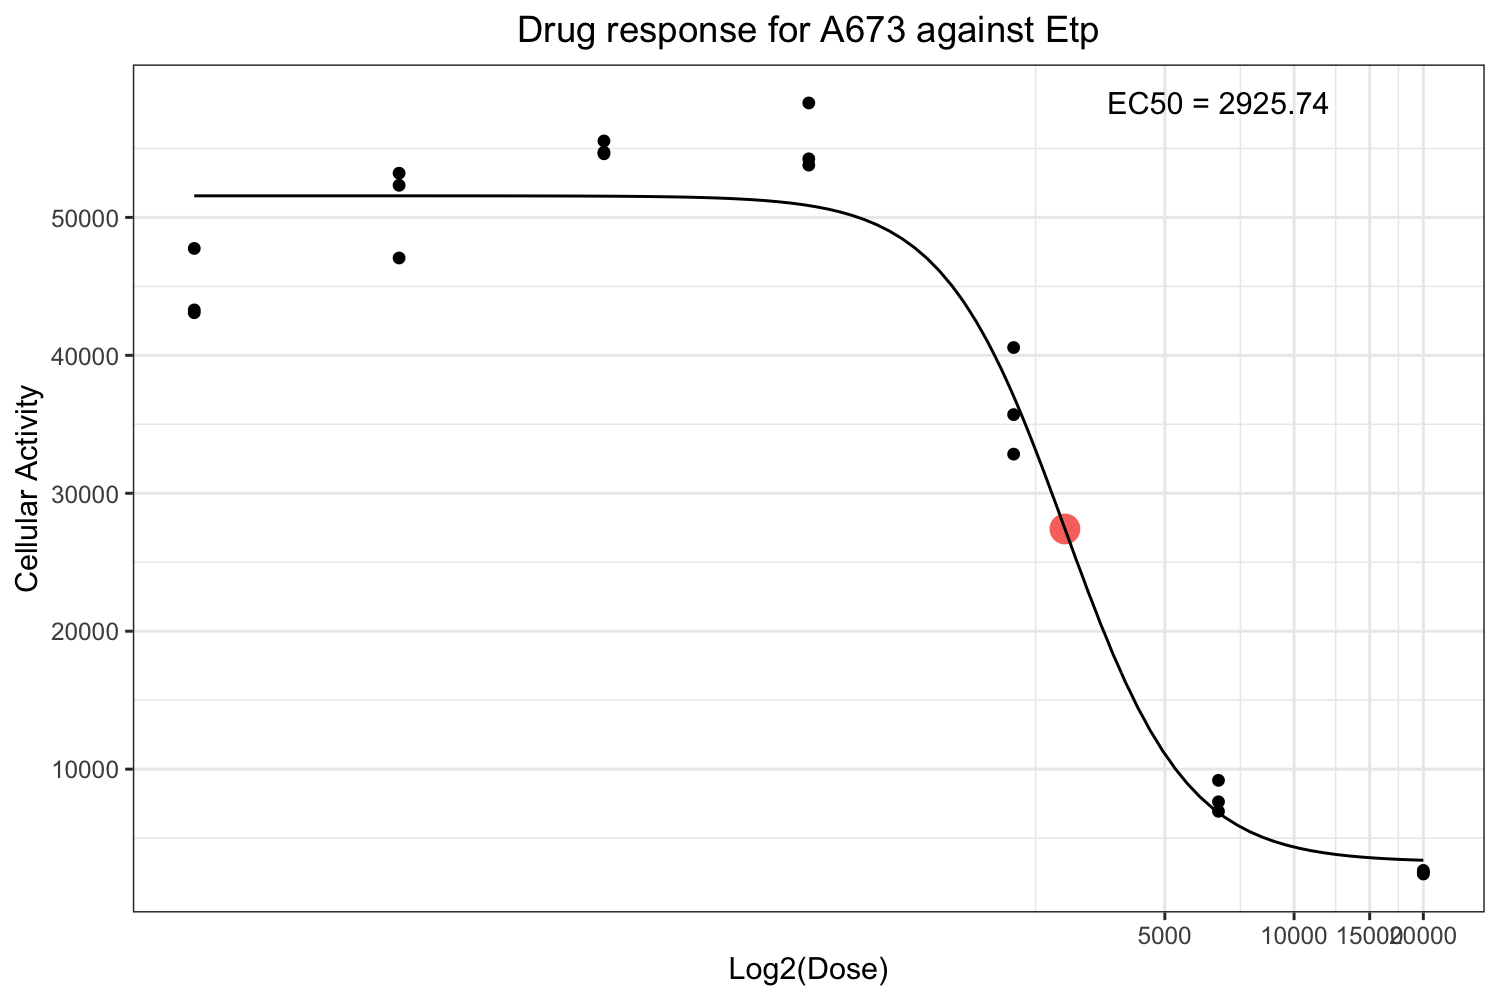 Drug response for A673 against Etp
EC50 = 2925.74
50000
40000
30000
20000
10000
Cellular Activity
5000 10000 15000 20000
Log2(Dose)